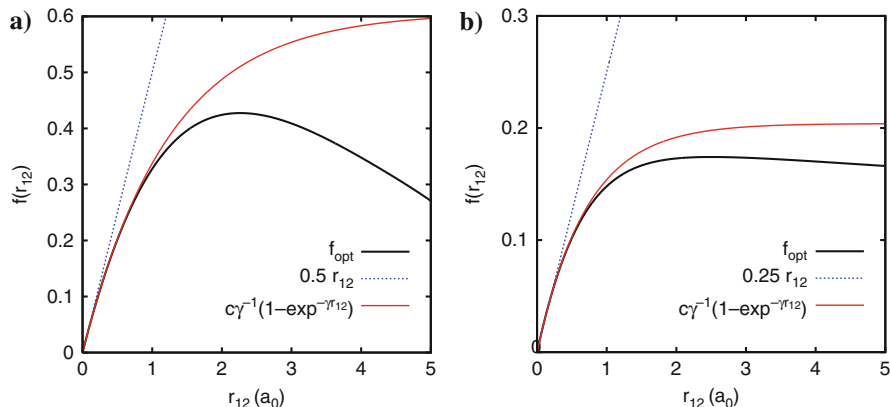 a)
0.6
0.5
0.4
0.3
0.2
0.1
0
f(r₁₂)
f_opt
0.5 r₁₂
cγ⁻¹(1–exp^(–γr₁₂))
0 1 2 3 4 5
r₁₂ (a₀)
b)
0.3
0.2
0.1
0
f(r₁₂)
f_opt
0.25 r₁₂
cγ⁻¹(1–exp^(–γr₁₂))
0 1 2 3 4 5
r₁₂ (a₀)